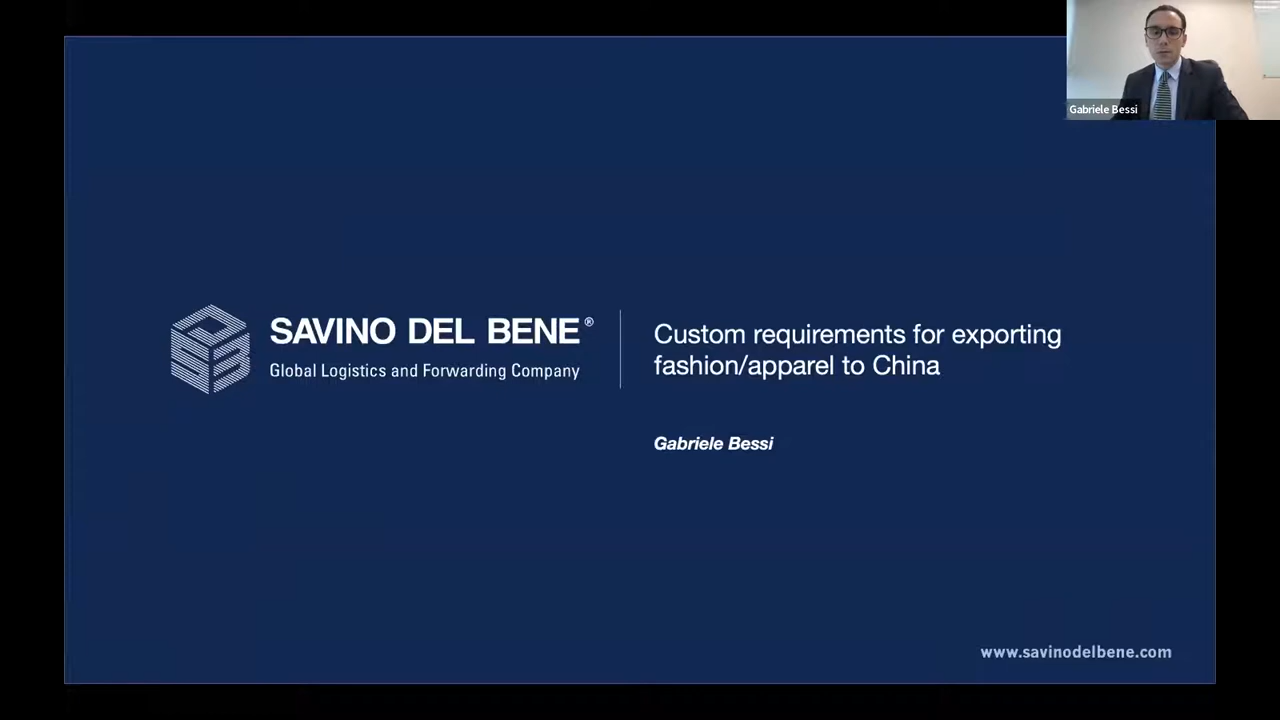 Gabriele Bessi
SAVINO DEL BENE®
Global Logistics and Forwarding Company
Custom requirements for exporting
fashion/apparel to China
Gabriele Bessi
www.savinodelbene.com